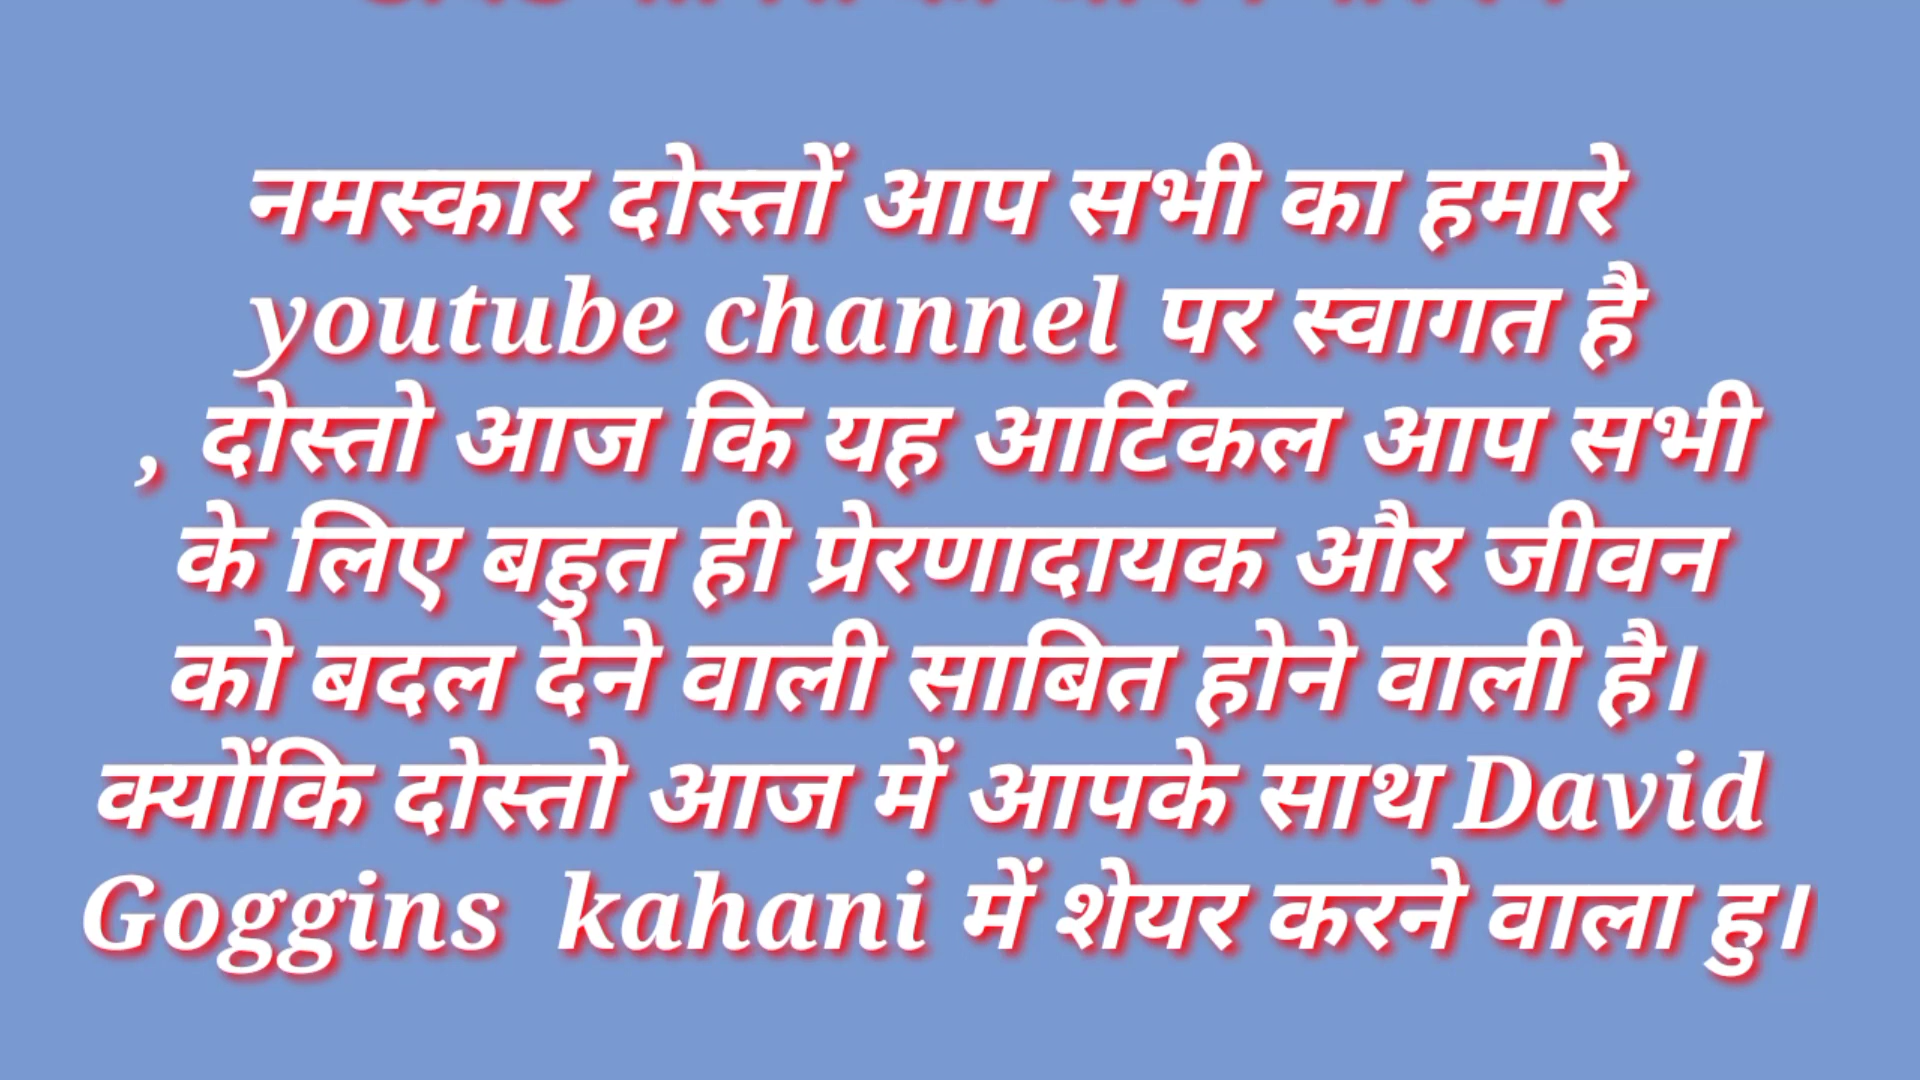 नमस्कार दोस्तों आप सभी का हमारे
youtube channel पर स्वागत है
, दोस्तो आज कि यह आर्टिकल आप सभी
के लिए बहुत ही प्रेरणादायक और जीवन
को बदल देने वाली साबित होने वाली है।
क्योंकि दोस्तो आज में आपके साथ David
Goggins kahani में शेयर करने वाला हु।